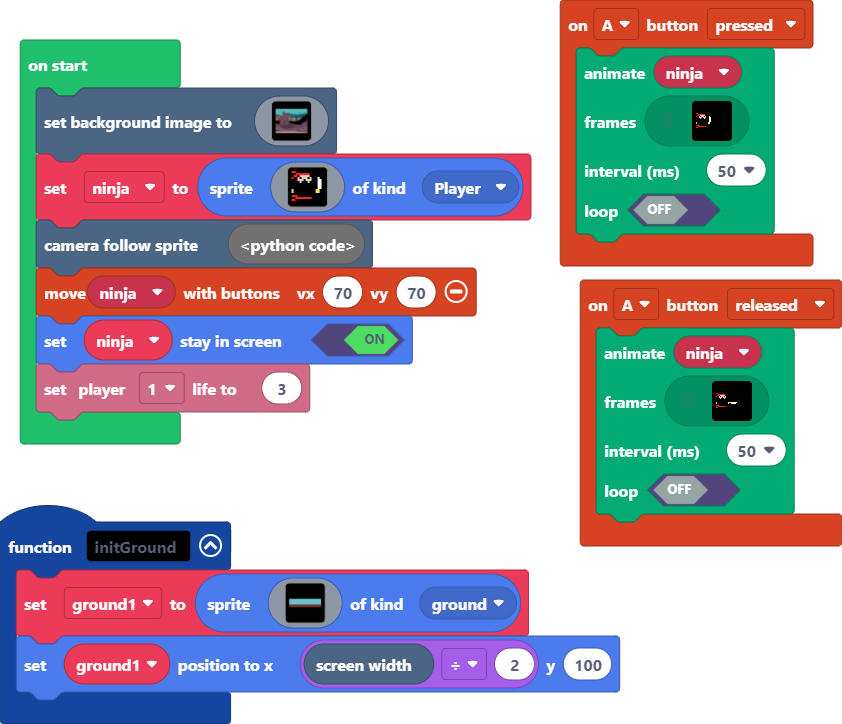 on start
set background image to
set ninja to sprite of kind Player
camera follow sprite <python code>
move ninja with buttons vx 70 vy 70
set ninja stay in screen ON
set player 1 life to 3
on A button pressed
animate ninja
frames
interval (ms) 50
loop OFF
on A button released
animate ninja
frames
interval (ms) 50
loop OFF
function initGround
set ground1 to sprite of kind ground
set ground1 position to x screen width ÷ 2 y 100